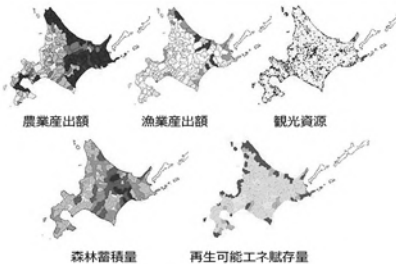 農業産出額
漁業産出額
観光資源
森林蓄積量
再生可能エネ賦存量